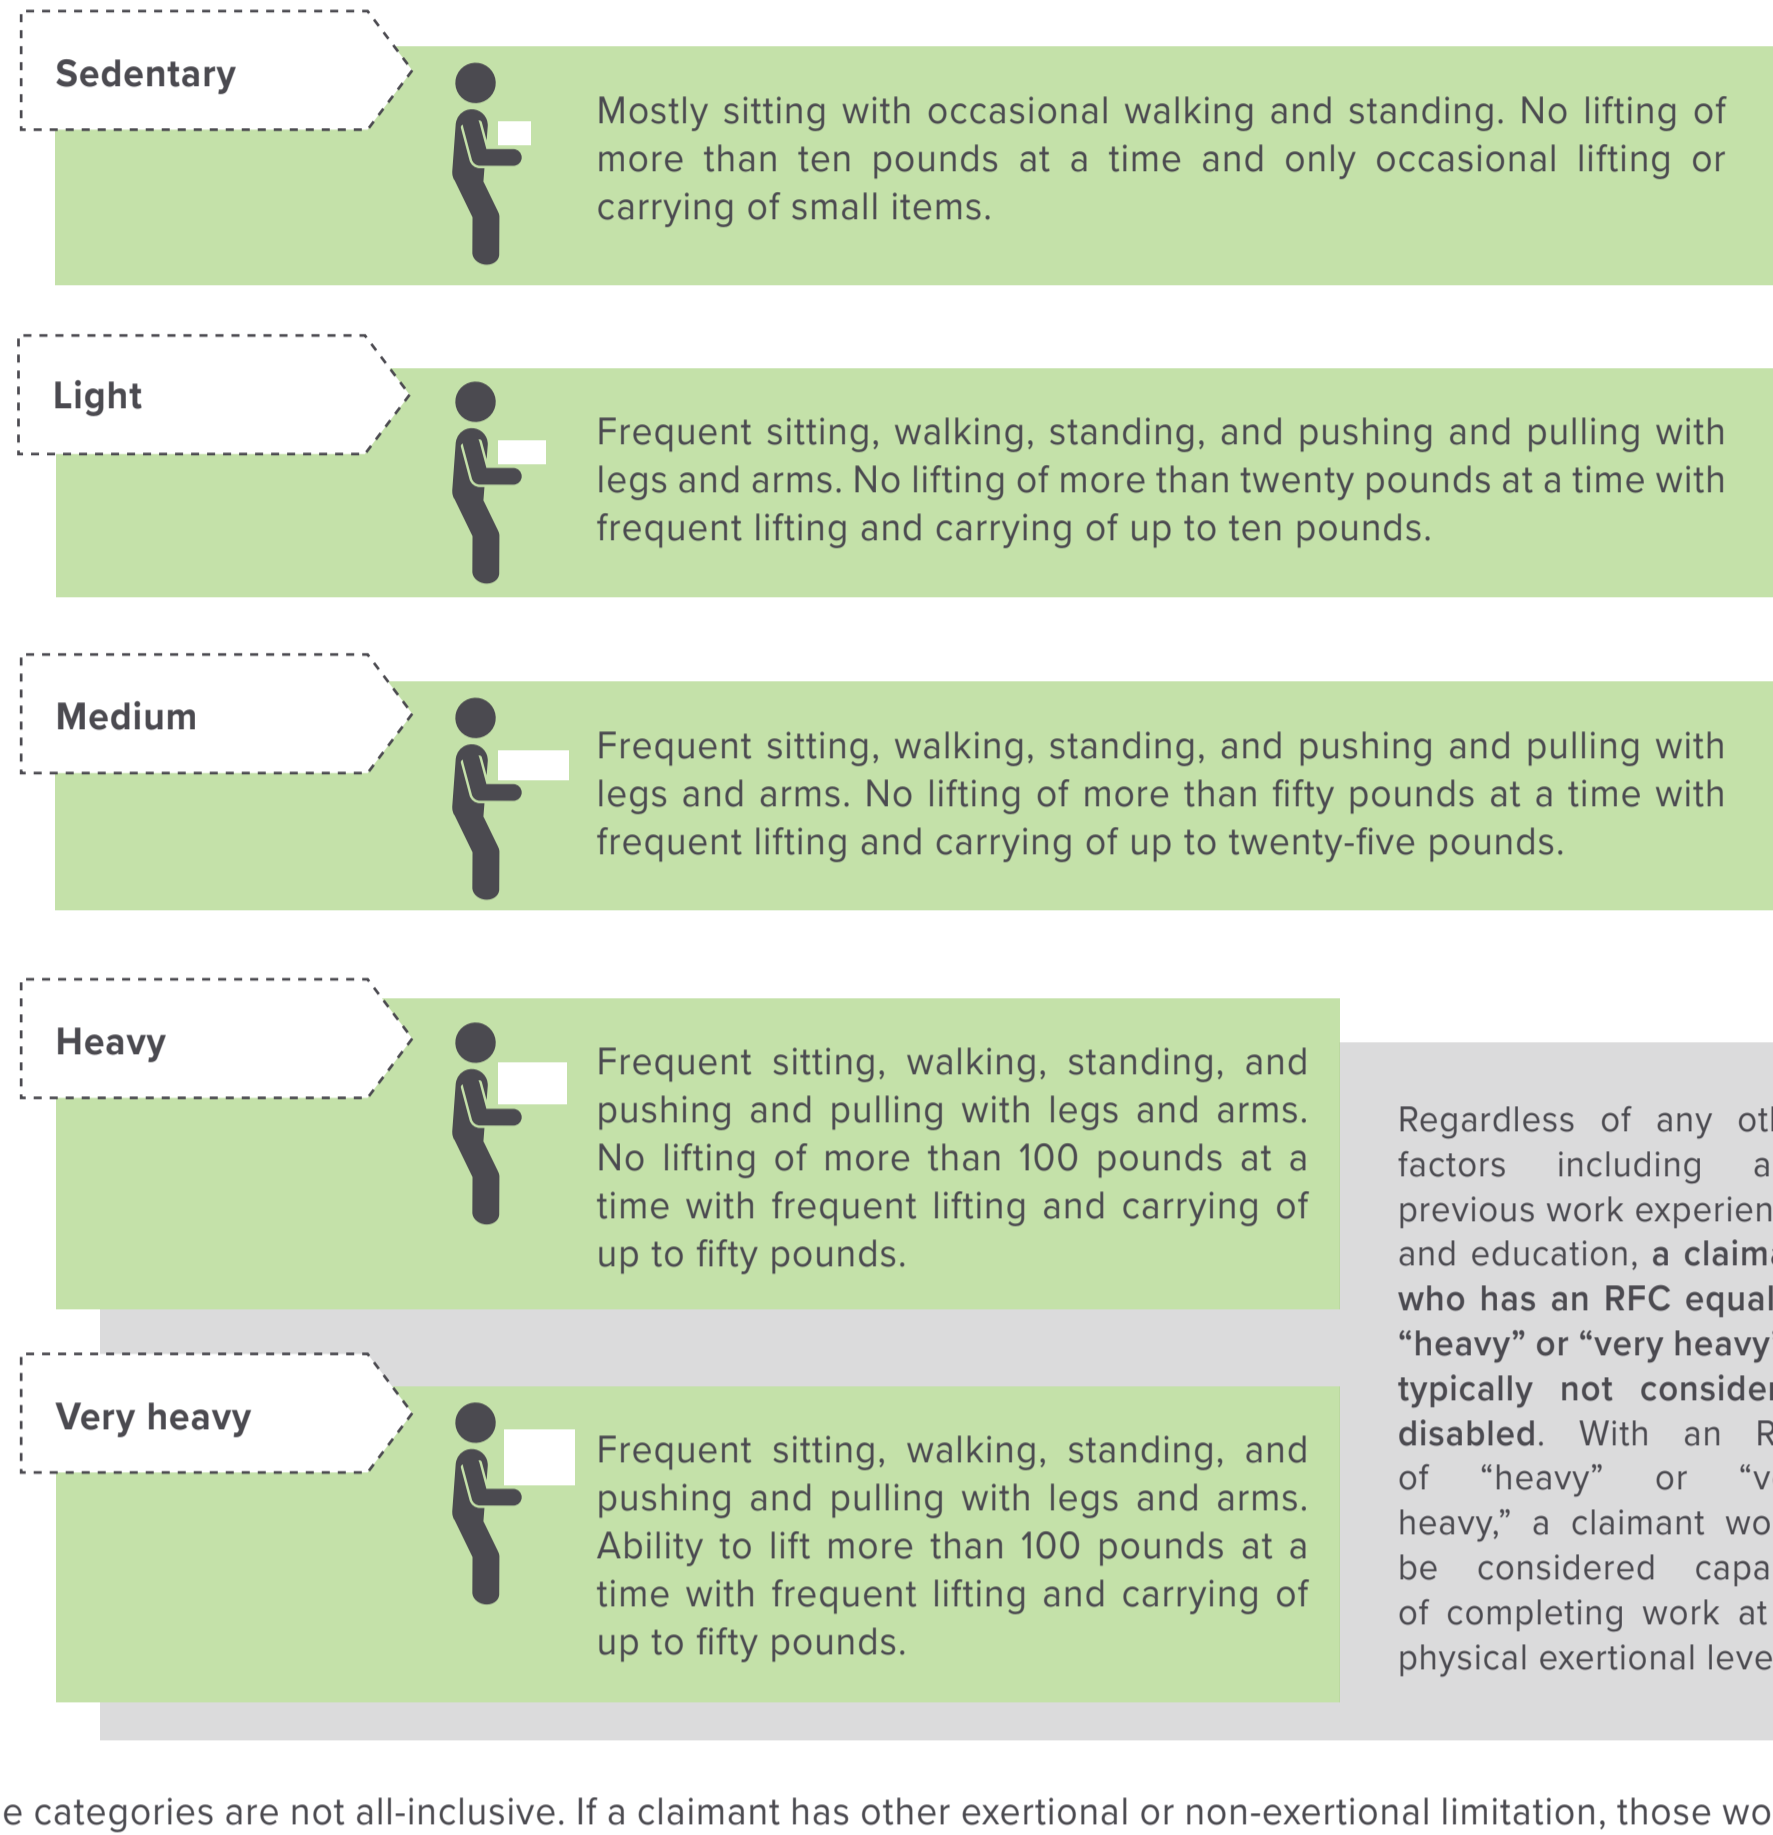 Sedentary
Mostly sitting with occasional walking and standing. No lifting of
more than ten pounds at a time and only occasional lifting or
carrying of small items.
Light
Frequent sitting, walking, standing, and pushing and pulling with
legs and arms. No lifting of more than twenty pounds at a time with
frequent lifting and carrying of up to ten pounds.
Medium
Frequent sitting, walking, standing, and pushing and pulling with
legs and arms. No lifting of more than fifty pounds at a time with
frequent lifting and carrying of up to twenty-five pounds.
Heavy
Frequent sitting, walking, standing, and
pushing and pulling with legs and arms.
No lifting of more than 100 pounds at a
time with frequent lifting and carrying of
up to fifty pounds.
Very heavy
Frequent sitting, walking, standing, and
pushing and pulling with legs and arms.
Ability to lift more than 100 pounds at a
time with frequent lifting and carrying of
up to fifty pounds.
Regardless of any
factors including
previous work
and education, a
who has an RFC equal
“heavy” or “very heavy”
typically not
disabled. With an
of “heavy” or
heavy,” a claimant
be considered
of completing work at
physical exertional
categories are not all-inclusive. If a claimant has other exertional or non-exertional limitation, those